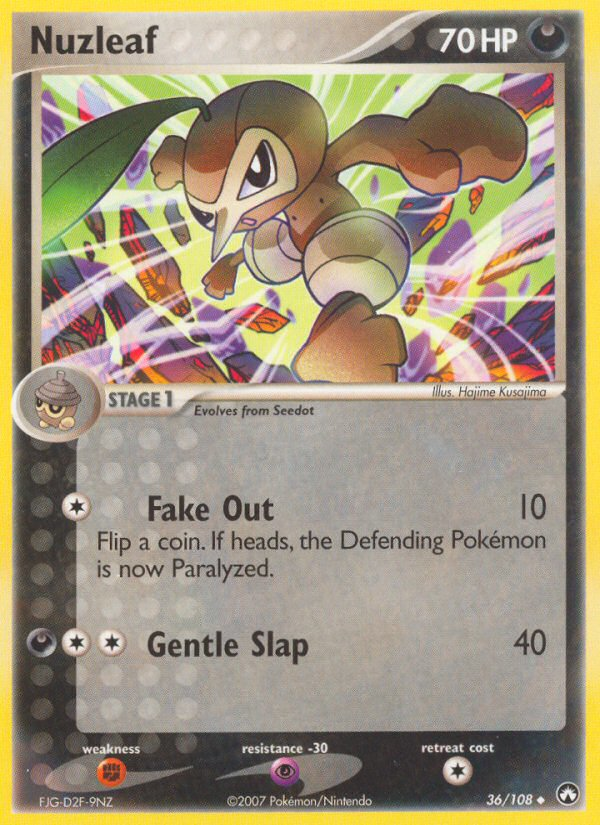 Nuzleaf
70 HP
Illus. Hajime Kusajima
STAGE 1
Evolves from Seedot
Fake Out 10
Flip a coin. If heads, the Defending Pokémon
is now Paralyzed.
Gentle Slap 40
weakness resistance -30 retreat cost
FJG-D2F-9NZ ©2007 Pokémon/Nintendo 36/108